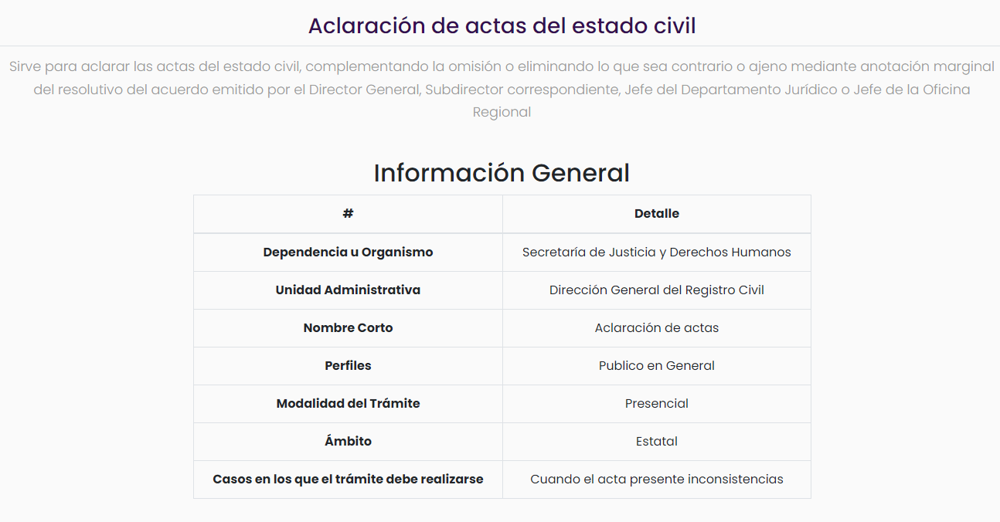 Aclaración de actas del estado civil
Sirve para aclarar las actas del estado civil, complementando la omisión o eliminando lo que sea contrario o ajeno mediante anotación marginal
del resolutivo del acuerdo emitido por el Director General, Subdirector correspondiente, Jefe del Departamento Jurídico o Jefe de la Oficina
Regional
Información General
# Detalle
Dependencia u Organismo Secretaría de Justicia y Derechos Humanos
Unidad Administrativa Dirección General del Registro Civil
Nombre Corto Aclaración de actas
Perfiles Publico en General
Modalidad del Trámite Presencial
Ámbito Estatal
Casos en los que el trámite debe realizarse Cuando el acta presente inconsistencias